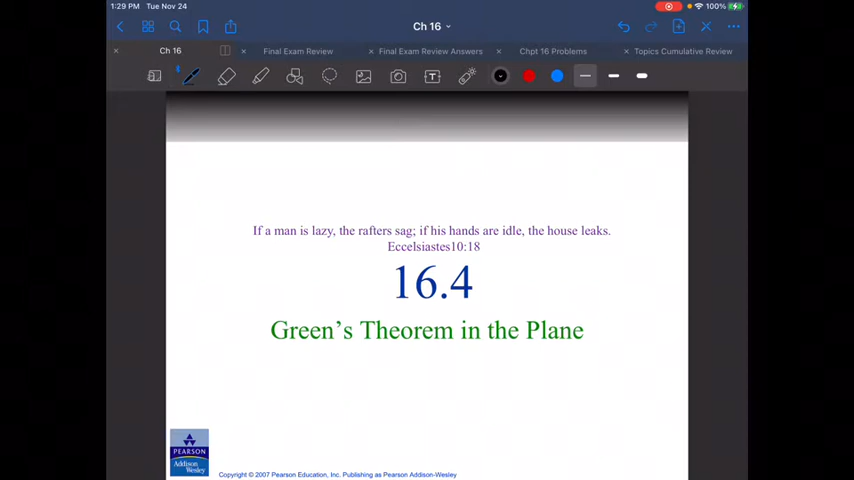 1:29 PM Tue Nov 24
100%
Ch 16
Ch 16
Final Exam Review
Final Exam Review Answers
Chpt 16 Problems
Topics Cumulative Review
If a man is lazy, the rafters sag; if his hands are idle, the house leaks.
Eccelsiastes10:18
16.4
Green's Theorem in the Plane
PEARSON
Addison
Wesley
Copyright © 2007 Pearson Education, Inc. Publishing as Pearson Addison-Wesley